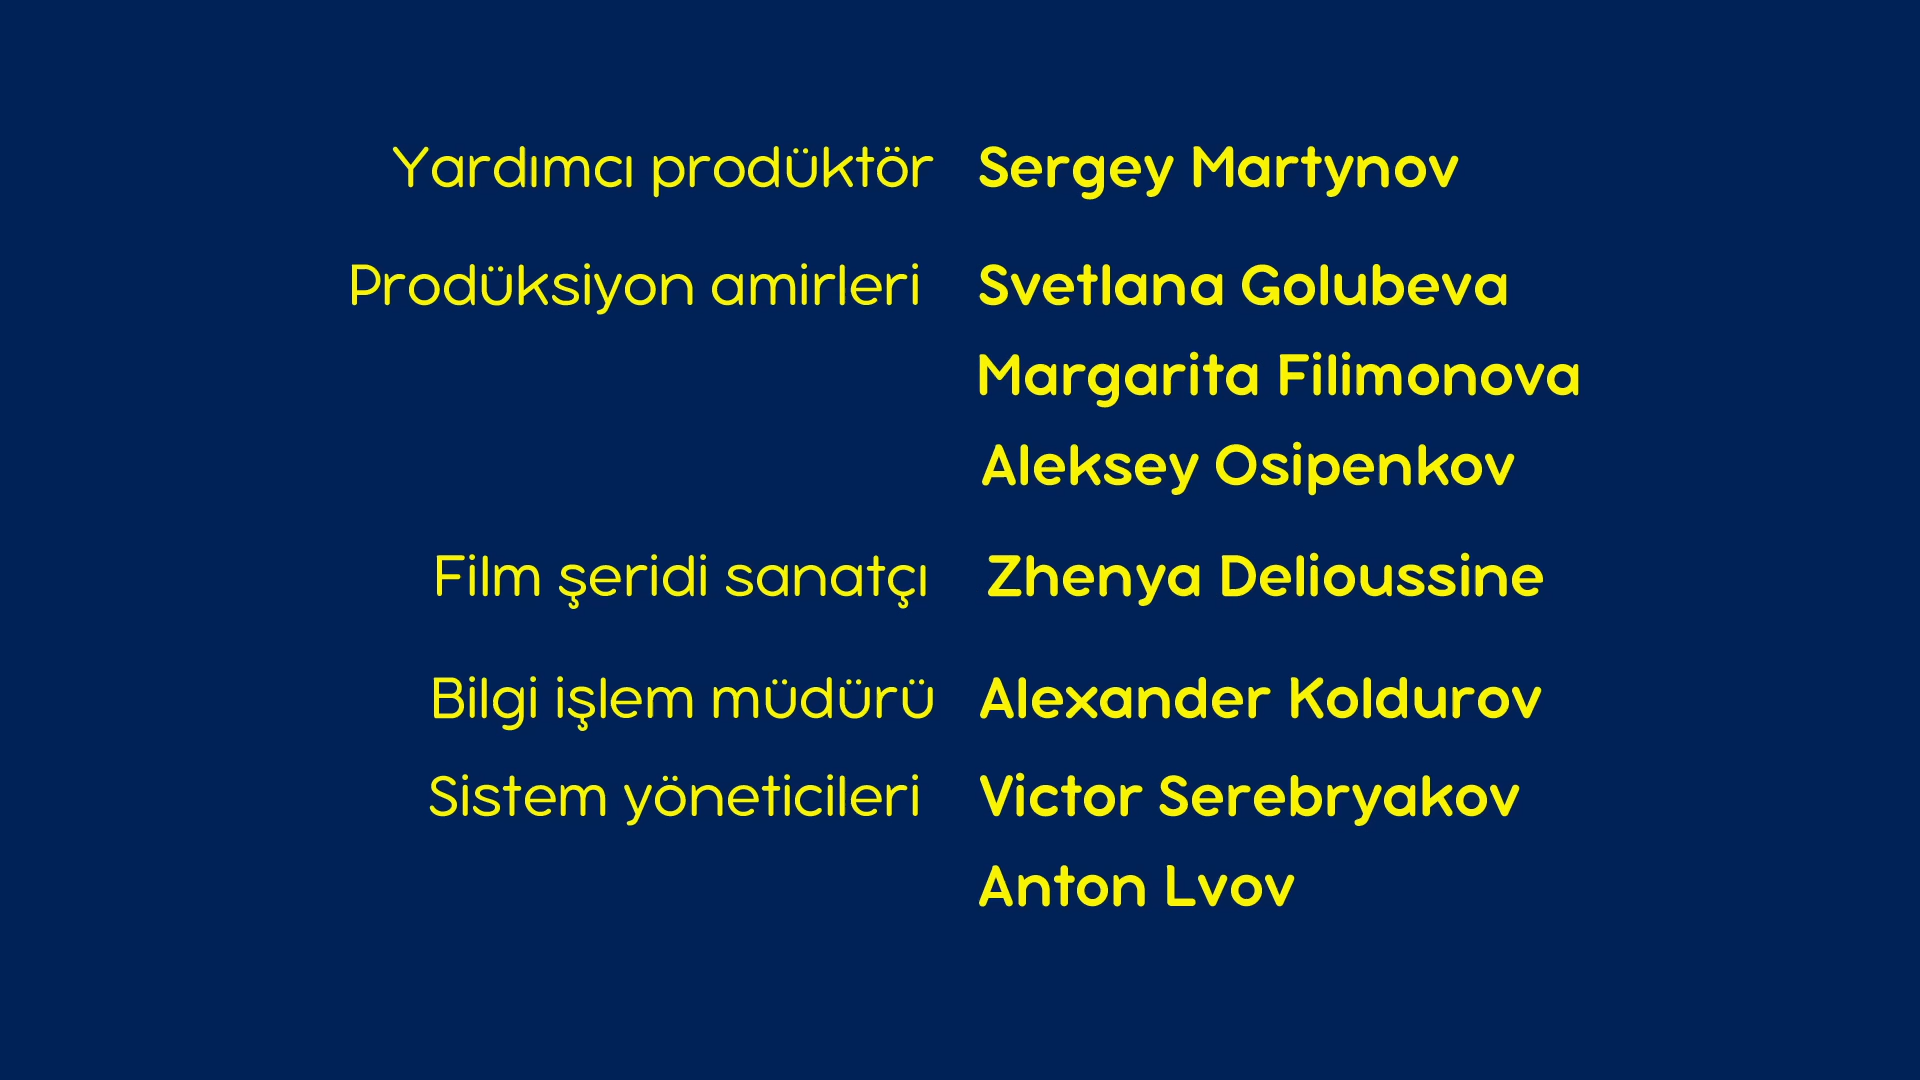 Yardımcı prodüktör Sergey Martynov
Prodüksiyon amirleri Svetlana Golubeva
Margarita Filimonova
Aleksey Osipenkov
Film şeridi sanatçı Zhenya Delioussine
Bilgi işlem müdürü Alexander Koldurov
Sistem yöneticileri Victor Serebryakov
Anton Lvov